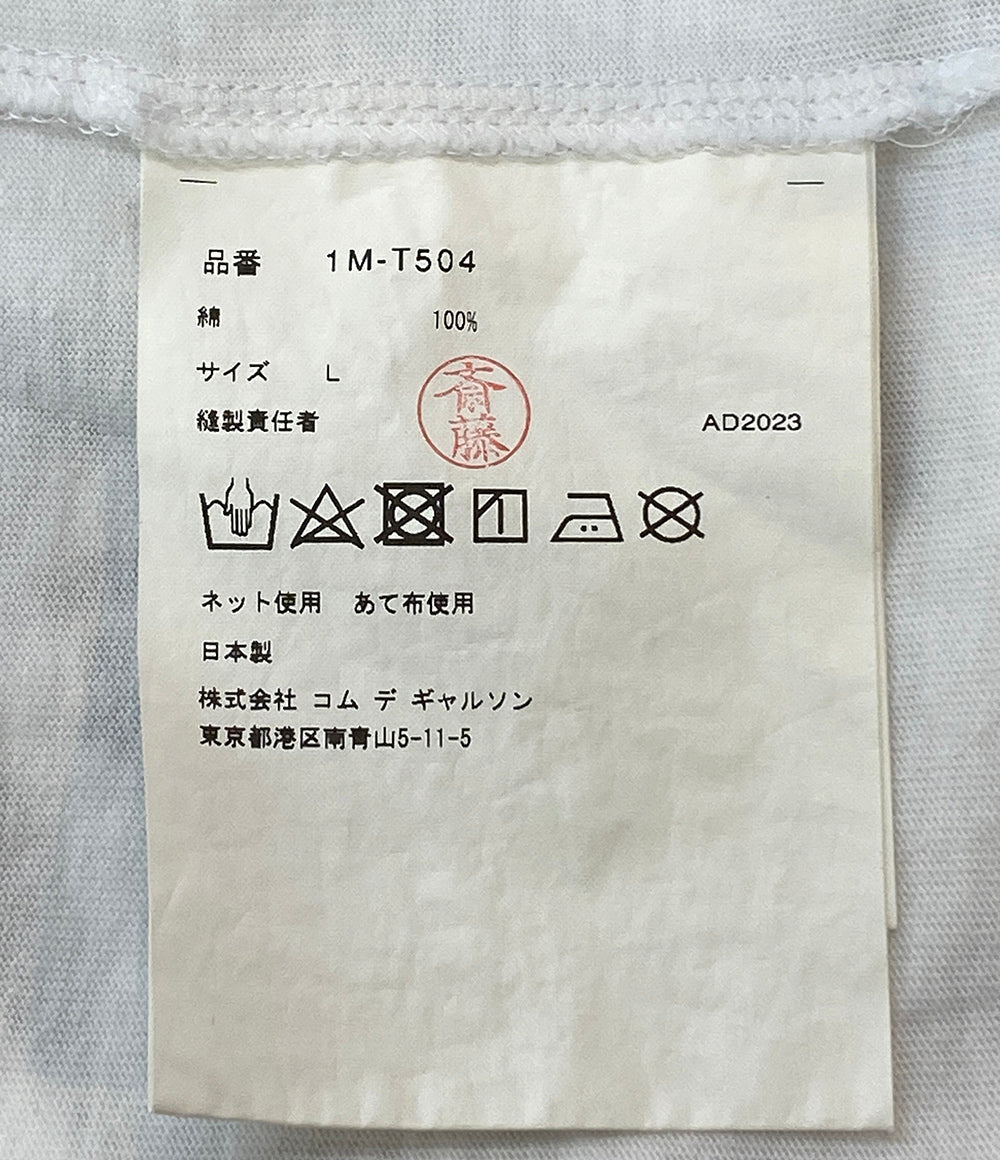 品番 1M-T504
綿 100%
サイズ L
縫製責任者 斎藤 AD2023
ネット使用 あて布使用
日本製
株式会社 コム デ ギャルソン
東京都港区南青山5-11-5